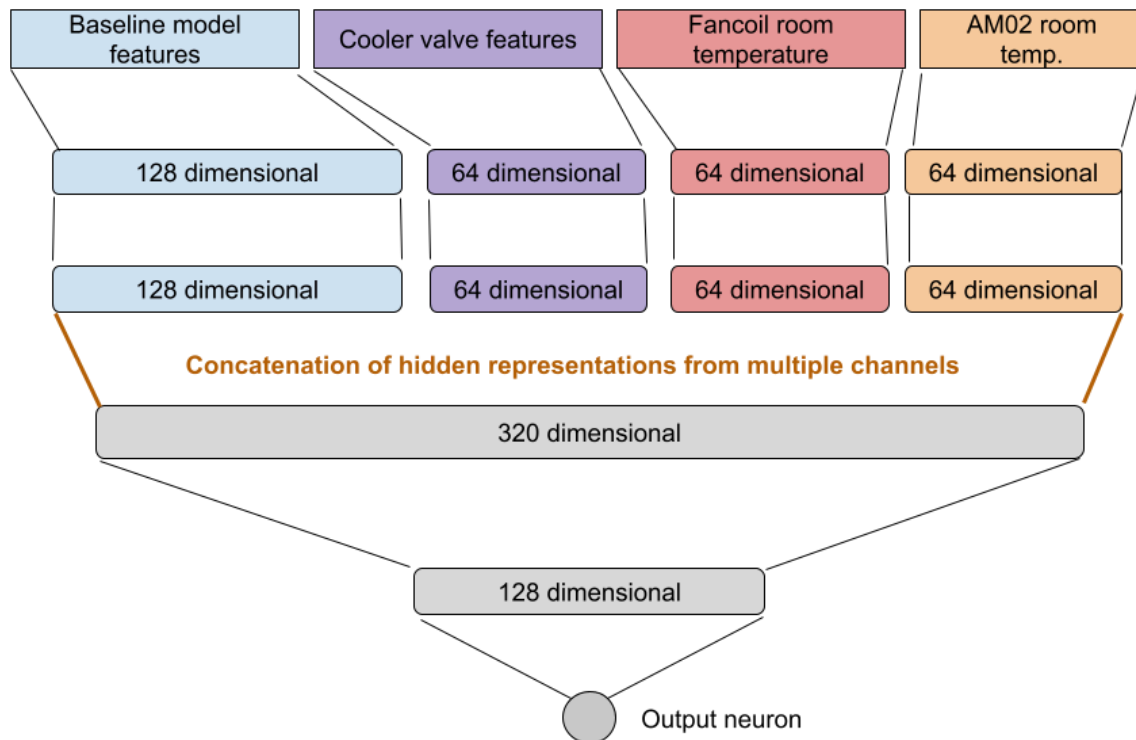 Baseline model
features
Cooler valve features
Fancoil room
temperature
AM02 room
temp.
128 dimensional
64 dimensional
64 dimensional
64 dimensional
128 dimensional
64 dimensional
64 dimensional
64 dimensional
Concatenation of hidden representations from multiple channels
320 dimensional
128 dimensional
Output neuron